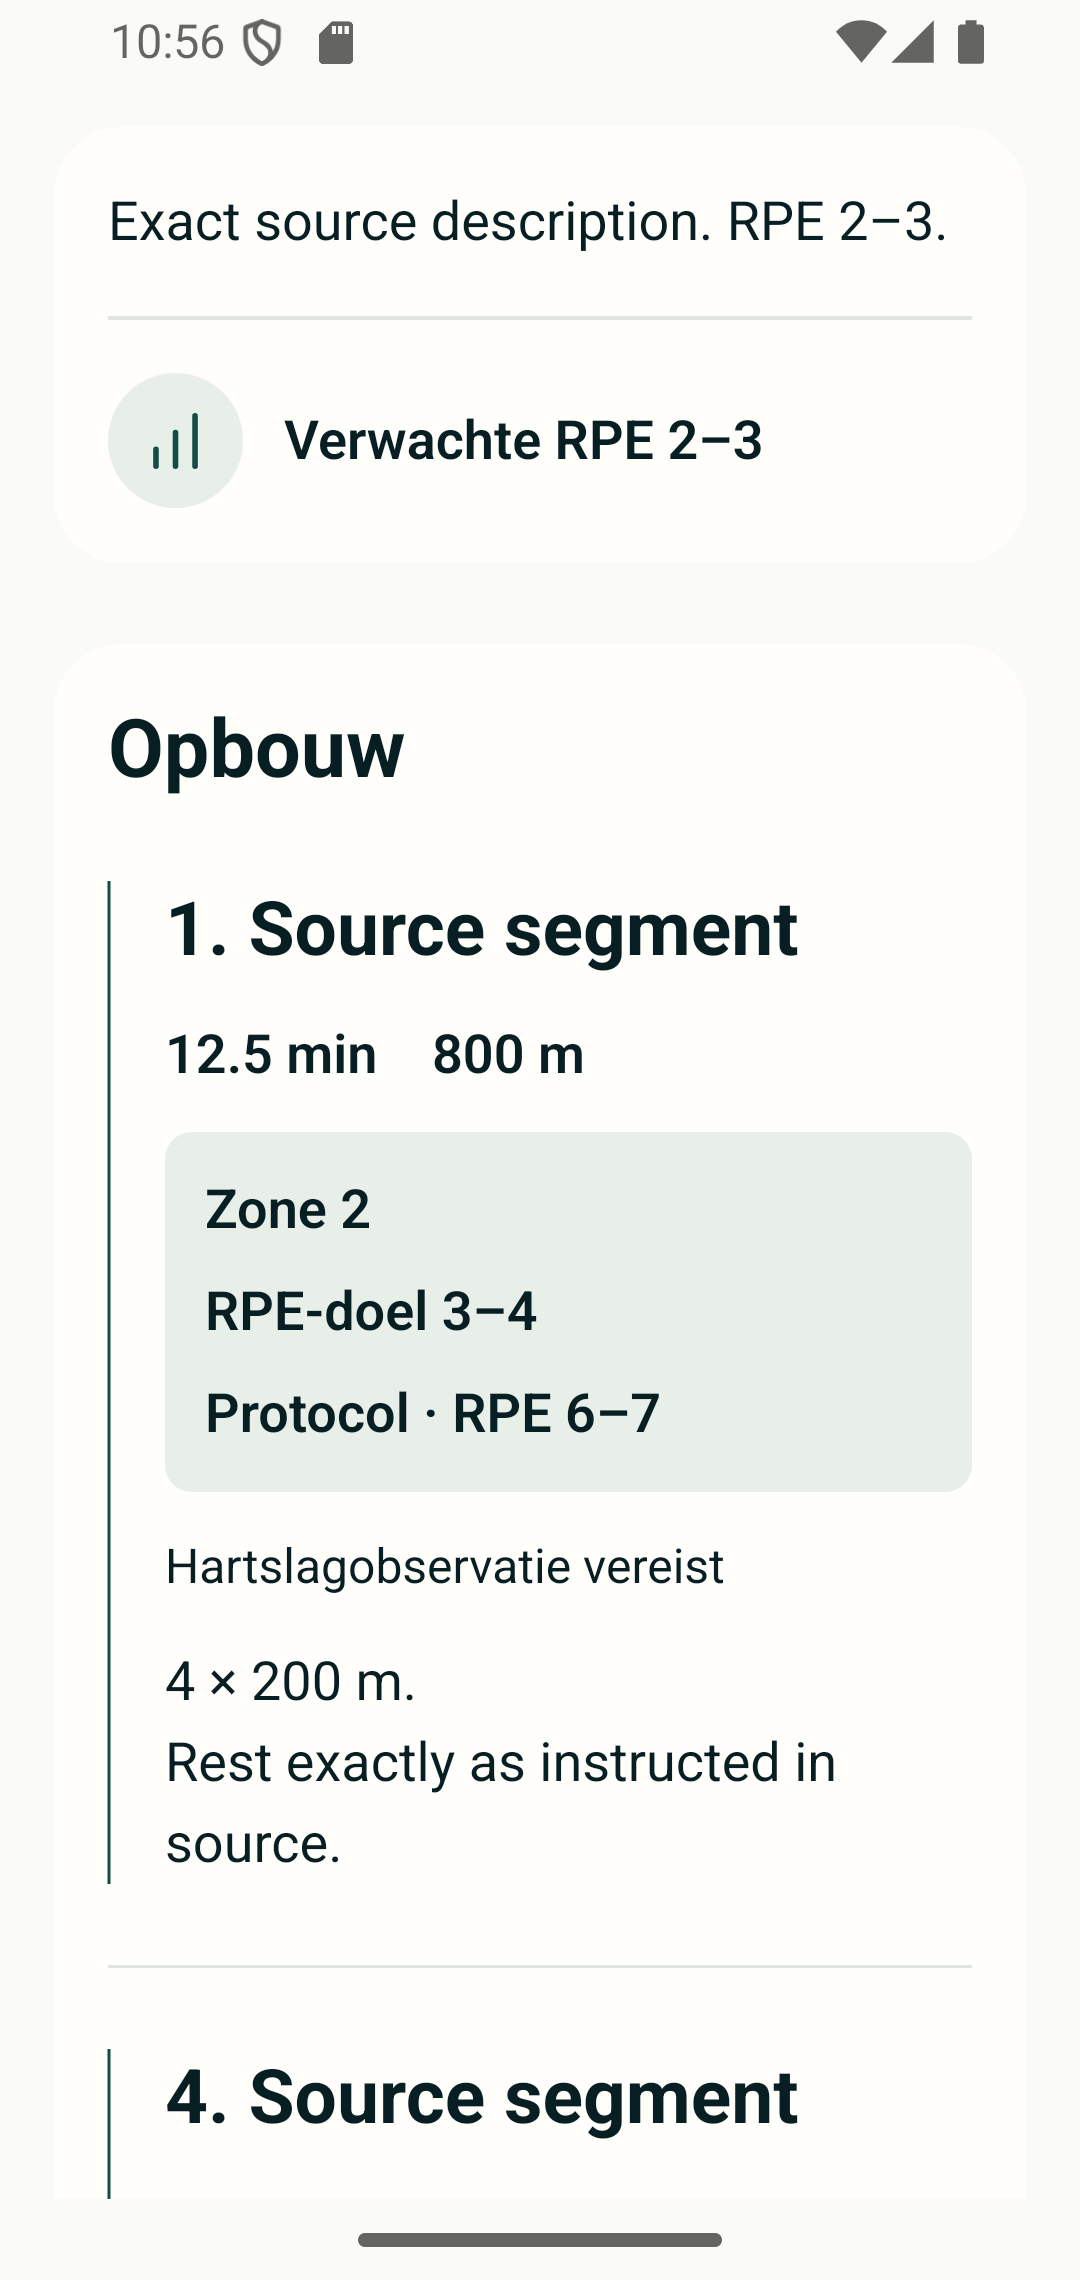 10:56
Exact source description. RPE 2–3.
Verwachte RPE 2–3
Opbouw
1. Source segment
12.5 min 800 m
Zone 2
RPE-doel 3–4
Protocol · RPE 6–7
Hartslagobservatie vereist
4 × 200 m.
Rest exactly as instructed in
source.
4. Source segment